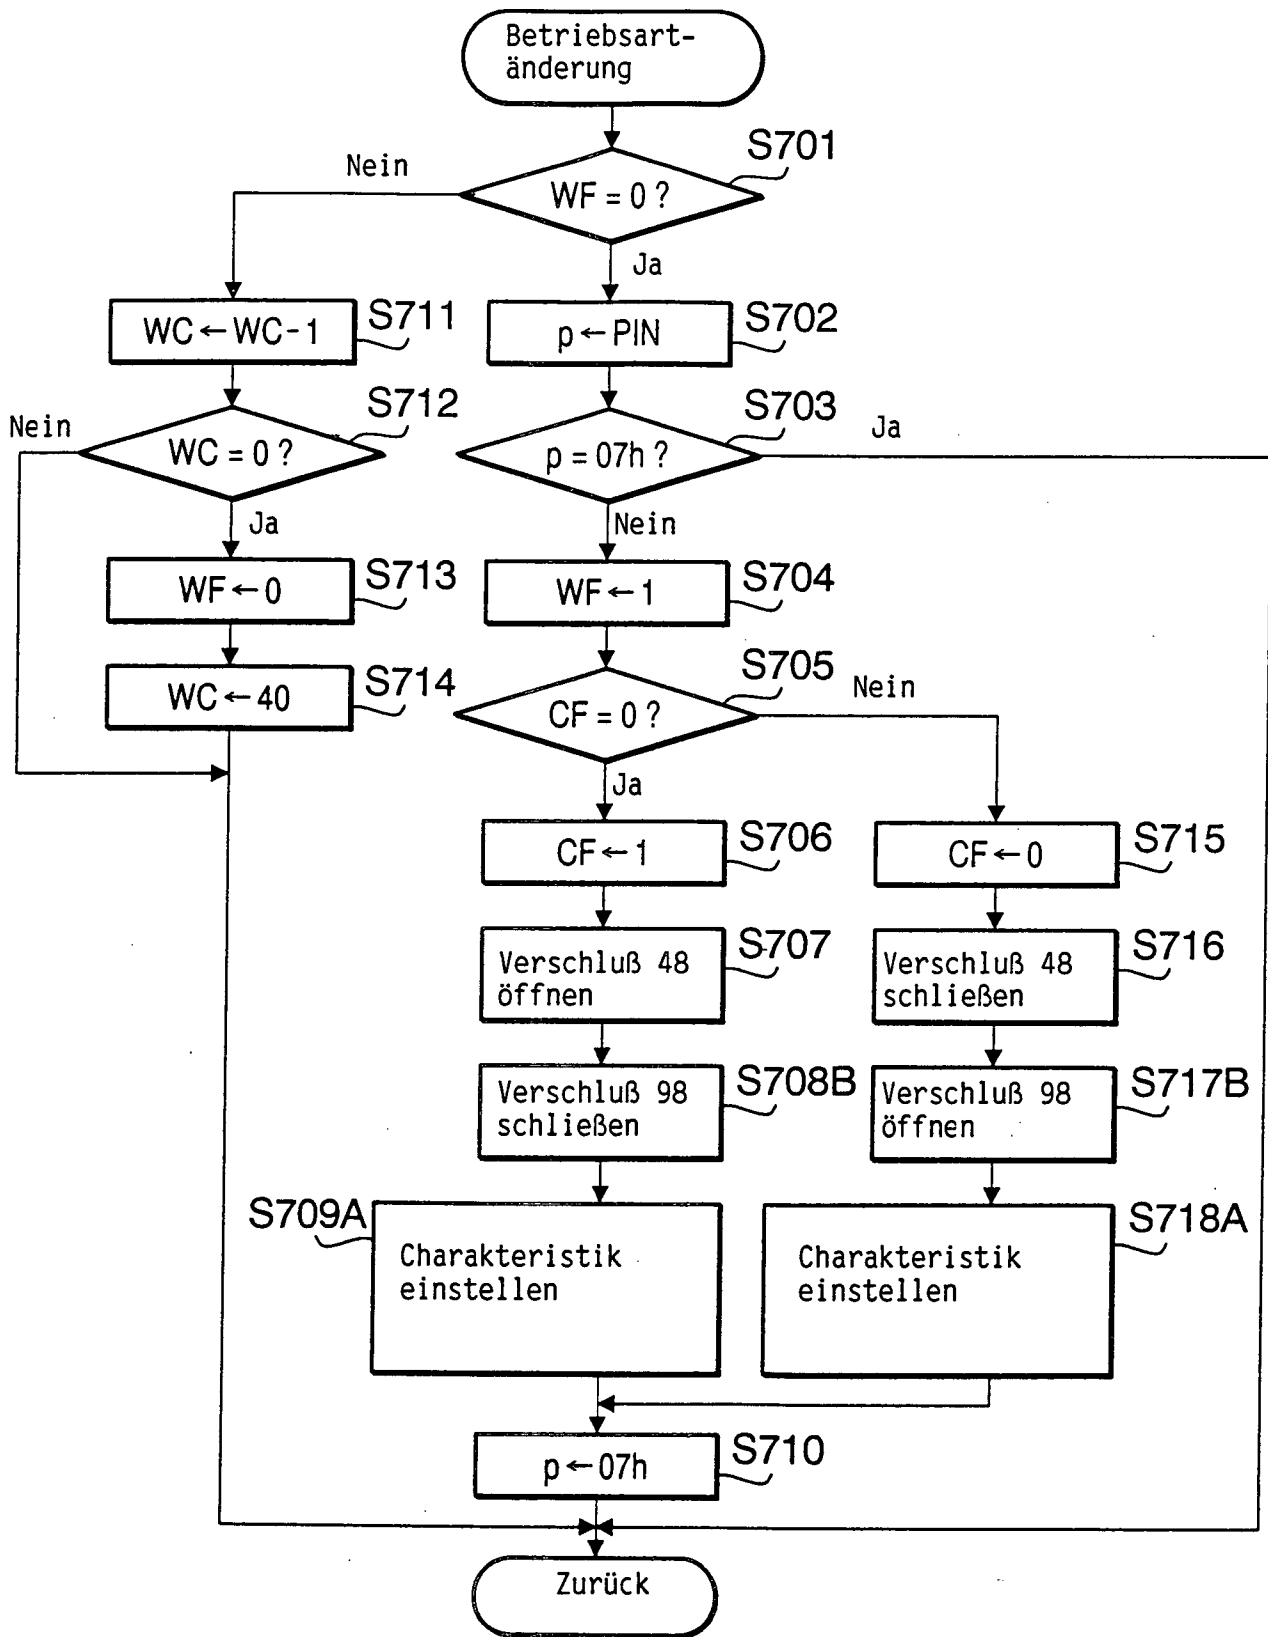 Betriebsart-
änderung
S701
Nein
WF = 0 ?
Ja
S711
WC ← WC - 1
S702
p ← PIN
S712
Nein
WC = 0 ?
S703
Ja
p = 07h ?
Ja
Nein
S713
WF ← 0
S704
WF ← 1
S714
WC ← 40
S705
Nein
CF = 0 ?
Ja
S706
CF ← 1
S715
CF ← 0
S707
Verschluß 48
öffnen
S716
Verschluß 48
schließen
S708B
Verschluß 98
schließen
S717B
Verschluß 98
öffnen
S709A
Charakteristik
einstellen
S718A
Charakteristik
einstellen
S710
p ← 07h
Zurück